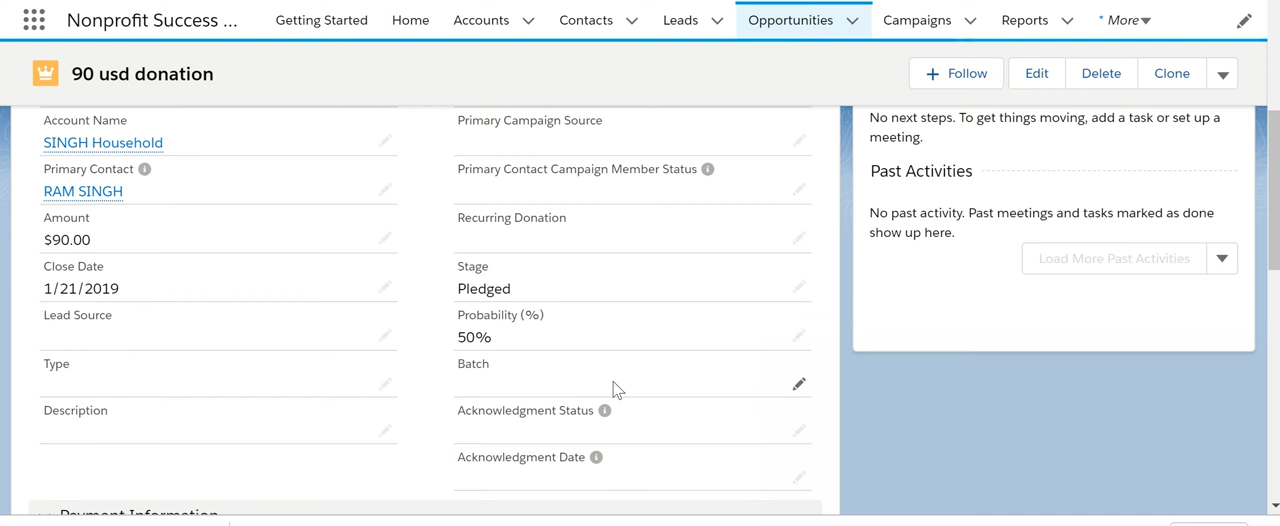 Nonprofit Success ...
Getting Started
Home
Accounts
Contacts
Leads
Opportunities
Campaigns
Reports
* More
90 usd donation
+ Follow
Edit
Delete
Clone
Account Name
SINGH Household
Primary Contact
RAM SINGH
Amount
$90.00
Close Date
1/21/2019
Lead Source
Type
Description
Primary Campaign Source
Primary Contact Campaign Member Status
Recurring Donation
Stage
Pledged
Probability (%)
50%
Batch
Acknowledgment Status
Acknowledgment Date
Payment Information
No next steps. To get things moving, add a task or set up a
meeting.
Past Activities
No past activity. Past meetings and tasks marked as done
show up here.
Load More Past Activities